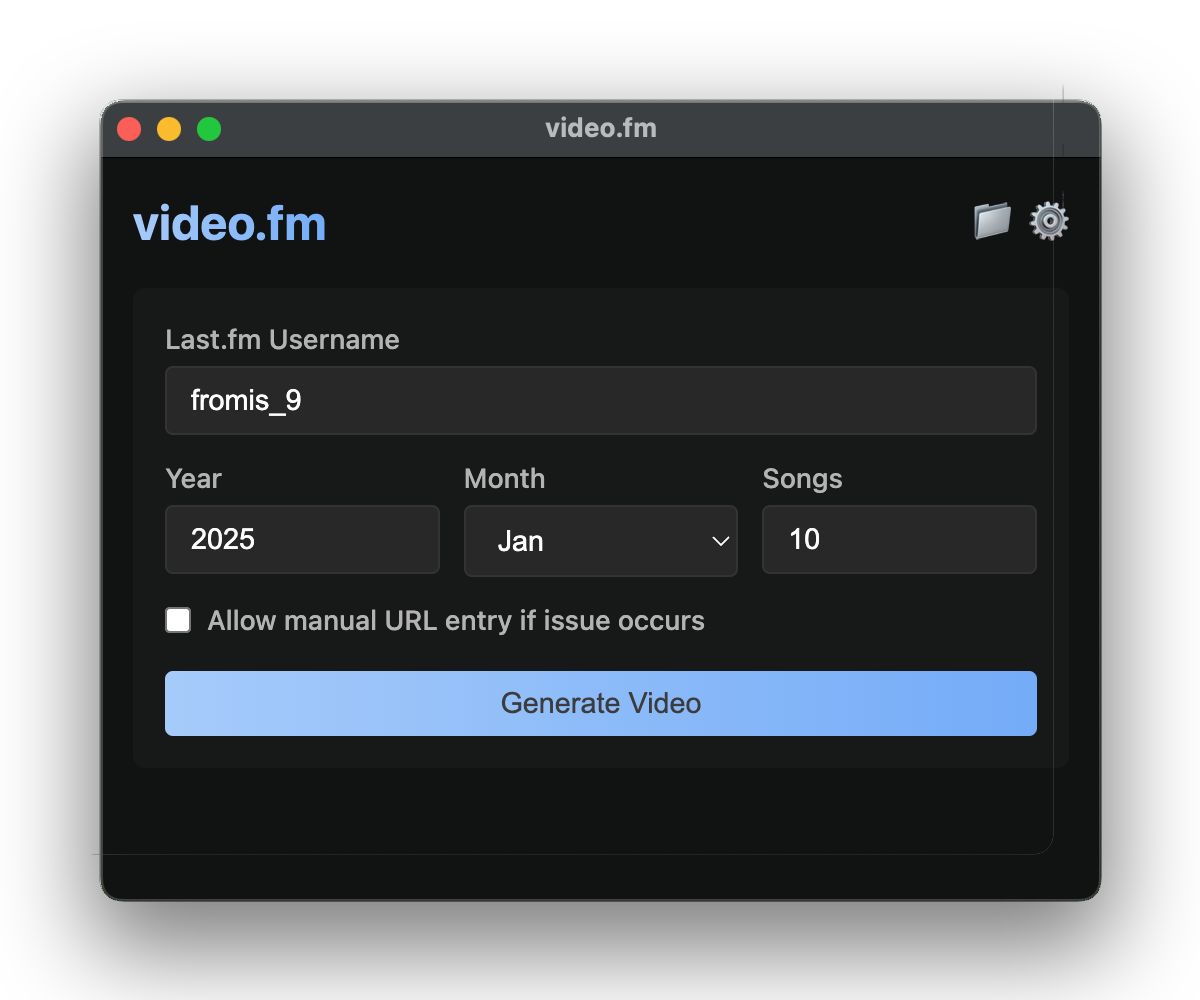 video.fm
video.fm
Last.fm Username
fromis_9
Year Month Songs
2025 Jan 10
Allow manual URL entry if issue occurs
Generate Video